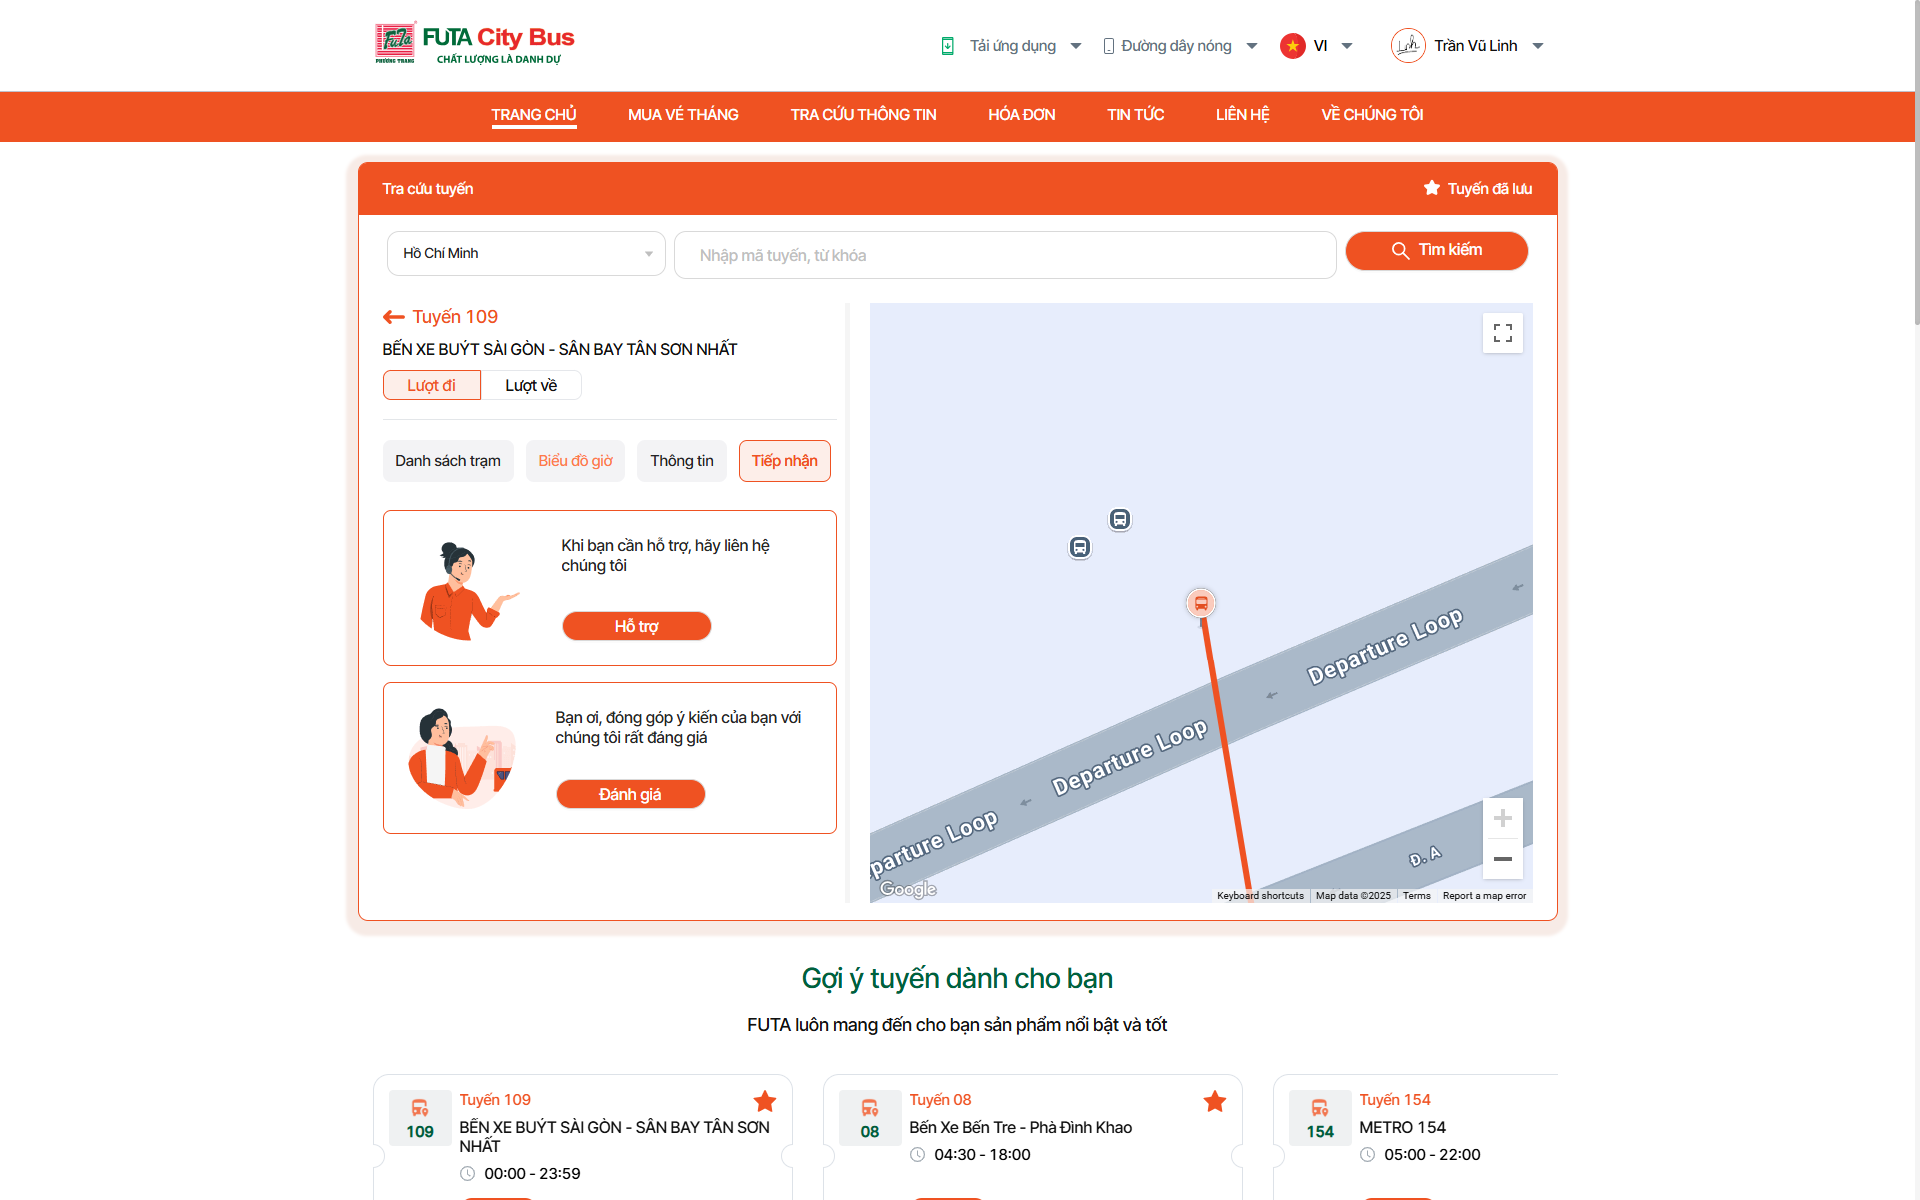 FUTA City Bus
PHƯƠNG TRANG
CHẤT LƯỢNG LÀ DANH DỰ
Tải ứng dụng
Đường dây nóng
VI
Trần Vũ Linh
TRANG CHỦ
MUA VÉ THÁNG
TRA CỨU THÔNG TIN
HÓA ĐƠN
TIN TỨC
LIÊN HỆ
VỀ CHÚNG TÔI
Tra cứu tuyến
Tuyến đã lưu
Hồ Chí Minh
Nhập mã tuyến, từ khóa
Tìm kiếm
Tuyến 109
BẾN XE BUÝT SÀI GÒN - SÂN BAY TÂN SƠN NHẤT
Lượt đi
Lượt về
Danh sách trạm
Biểu đồ giờ
Thông tin
Tiếp nhận
Khi bạn cần hỗ trợ, hãy liên hệ
chúng tôi
Hỗ trợ
Bạn ơi, đóng góp ý kiến của bạn với
chúng tôi rất đáng giá
Đánh giá
Departure Loop
Departure Loop
parture Loop
Đ. A
Google
Keyboard shortcuts
Map data ©2025
Terms
Report a map error
Gợi ý tuyến dành cho bạn
FUTA luôn mang đến cho bạn sản phẩm nổi bật và tốt
109
Tuyến 109
BẾN XE BUÝT SÀI GÒN - SÂN BAY TÂN SƠN
NHẤT
00:00 - 23:59
08
Tuyến 08
Bến Xe Bến Tre - Phà Đình Khao
04:30 - 18:00
154
Tuyến 154
METRO 154
05:00 - 22:00